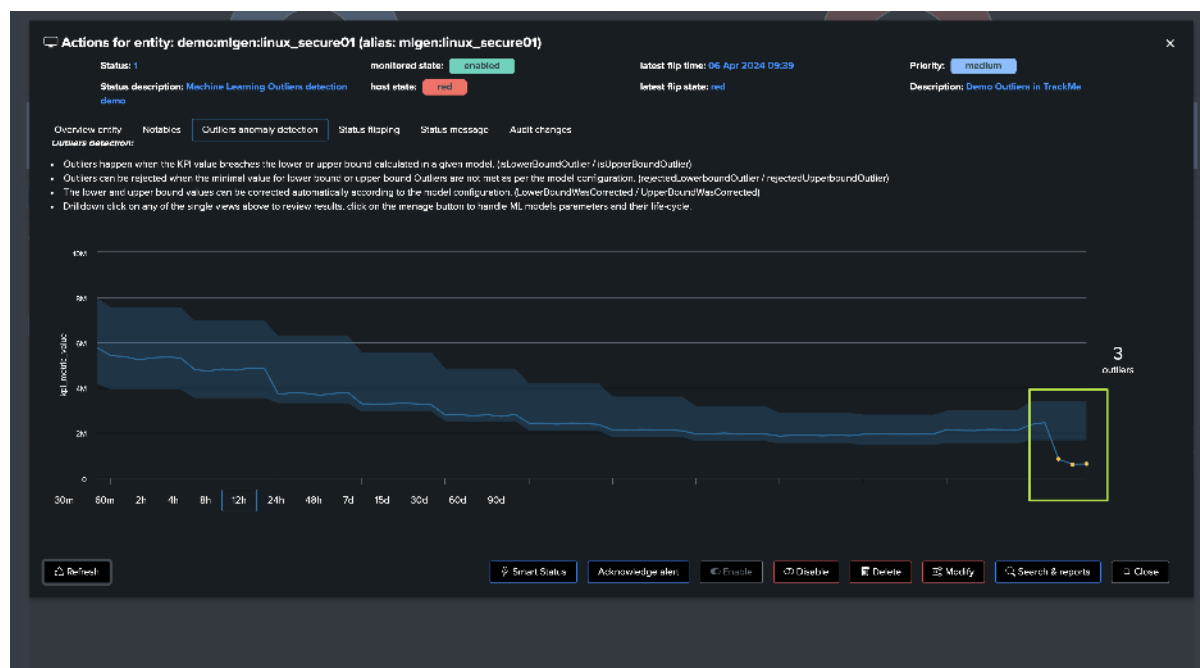 Actions for entity: demo:mlgen:linux_secure01 (alias: mlgen:linux_secure01)
Status: 1
monitored state: enabled
latest flip time: 06 Apr 2024 09:39
Priority: medium
Status description: Machine Learning Outliers detection demo
host state: red
latest flip state: red
Description: Demo Outliers in TrackMe
Overview entity Notables Outliers anomaly detection Status flipping Status message Audit changes
Outliers detection:
• Outliers happen when the KPI value breaches the lower or upper bound calculated in a given model. (isLowerBoundOutlier / isUpperBoundOutlier)
• Outliers can be rejected when the minimal value for lower bound or upper bound Outliers are not met as per the model configuration. (rejectedLowerboundOutlier / rejectedUpperboundOutlier)
• The lower and upper bound values can be corrected automatically according to the model configuration. (LowerBoundWasCorrected / UpperBoundWasCorrected)
• Drilldown click on any of the single views above to review results, click on the manage button to handle ML models parameters and their life-cycle.
10M
8M
6M
4M
2M
0
kpi_metric_value
3
outliers
30m 60m 2h 4h 8h 12h 24h 48h 7d 15d 30d 60d 90d
Refresh Smart Status Acknowledge alert Enable Disable Delete Modify Search & reports Close